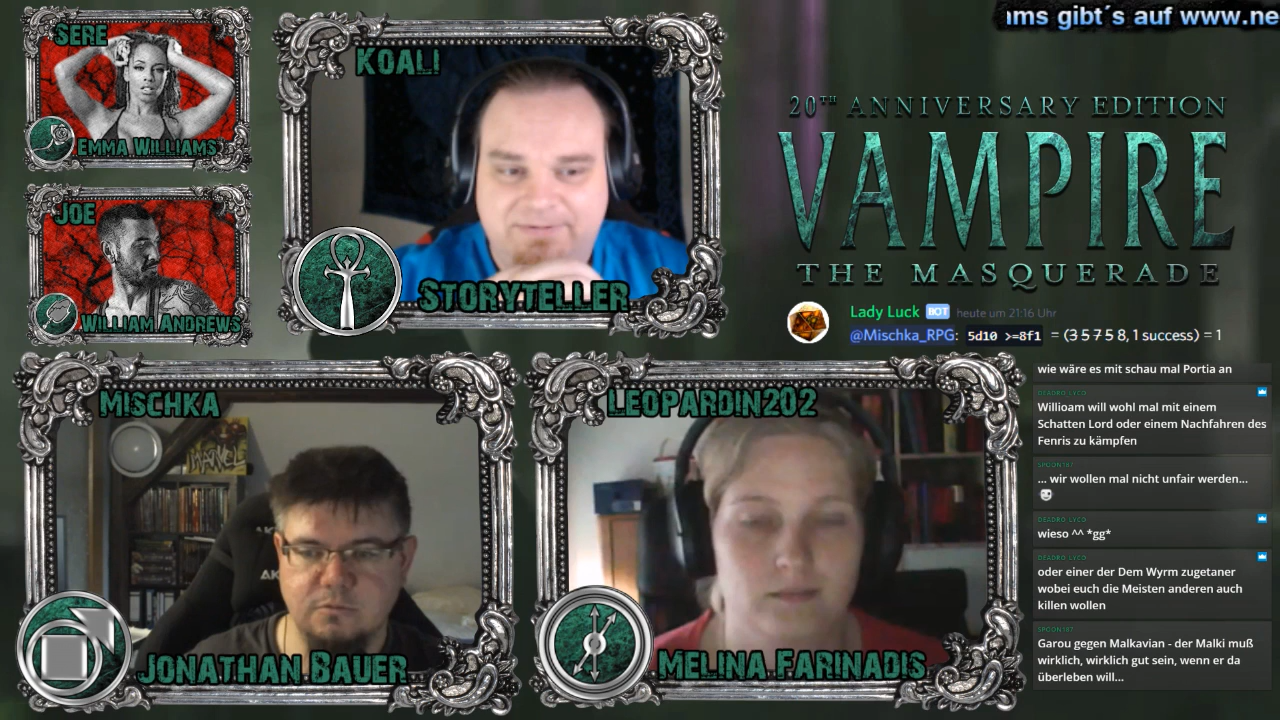 ıms gibt´s auf www.ne
SERE
EMMA WILLIAMS
JOE
WILLIAM ANDREWS
KOALI
STORYTELLER
20TH ANNIVERSARY EDITION
VAMPIRE
THE MASQUERADE
Lady Luck BOT heute um 21:16 Uhr
@Mischka_RPG: 5d10 >=8f1 = (3 5 7 5 8, 1 success) = 1
MISCHKA
JONATHAN BAUER
LEOPARDIN202
MELINA FARINADIS
wie wäre es mit schau mal Portia an
DEADRO_LYCO:
Willioam will wohl mal mit einem
Schatten Lord oder einem Nachfahren des
Fenris zu kämpfen
SPOON187:
... wir wollen mal nicht unfair werden...
DEADRO_LYCO:
wieso ^^ *gg*
DEADRO_LYCO:
oder einer der Dem Wyrm zugetaner
wobei euch die Meisten anderen auch
killen wollen
SPOON187:
Garou gegen Malkavian - der Malki muß
wirklich, wirklich gut sein, wenn er da
überleben will...